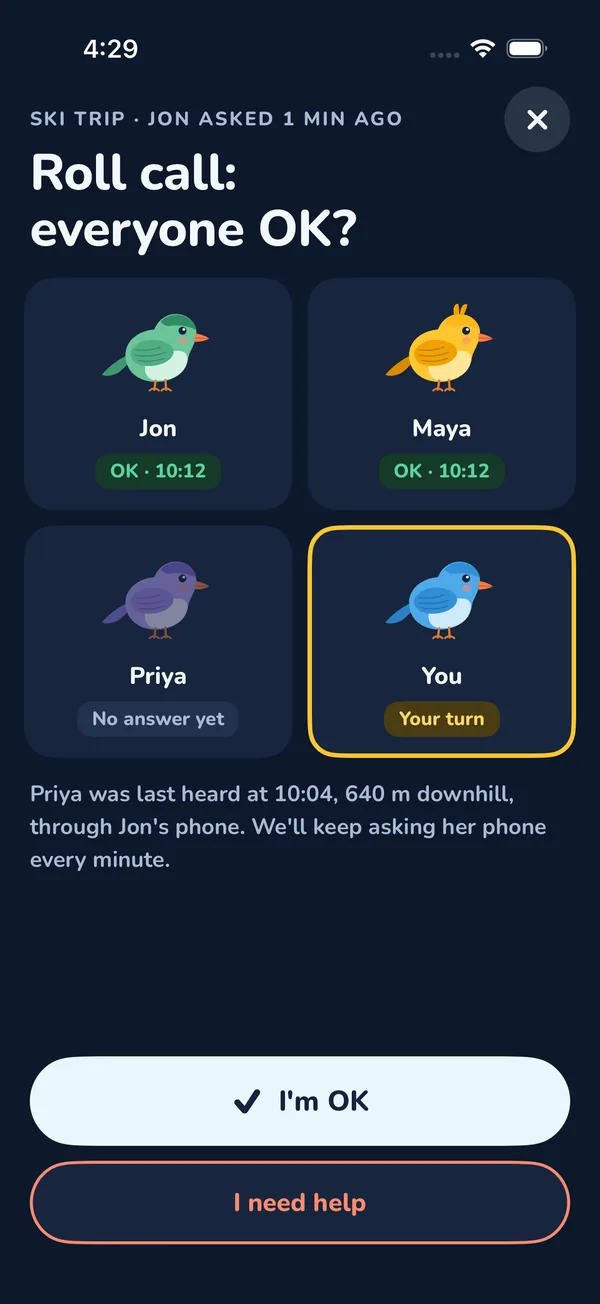 4:29
SKI TRIP · JON ASKED 1 MIN AGO
Roll call:
everyone OK?
Jon
OK · 10:12
Maya
OK · 10:12
Priya
No answer yet
You
Your turn
Priya was last heard at 10:04, 640 m downhill,
through Jon's phone. We'll keep asking her phone
every minute.
I'm OK
I need help